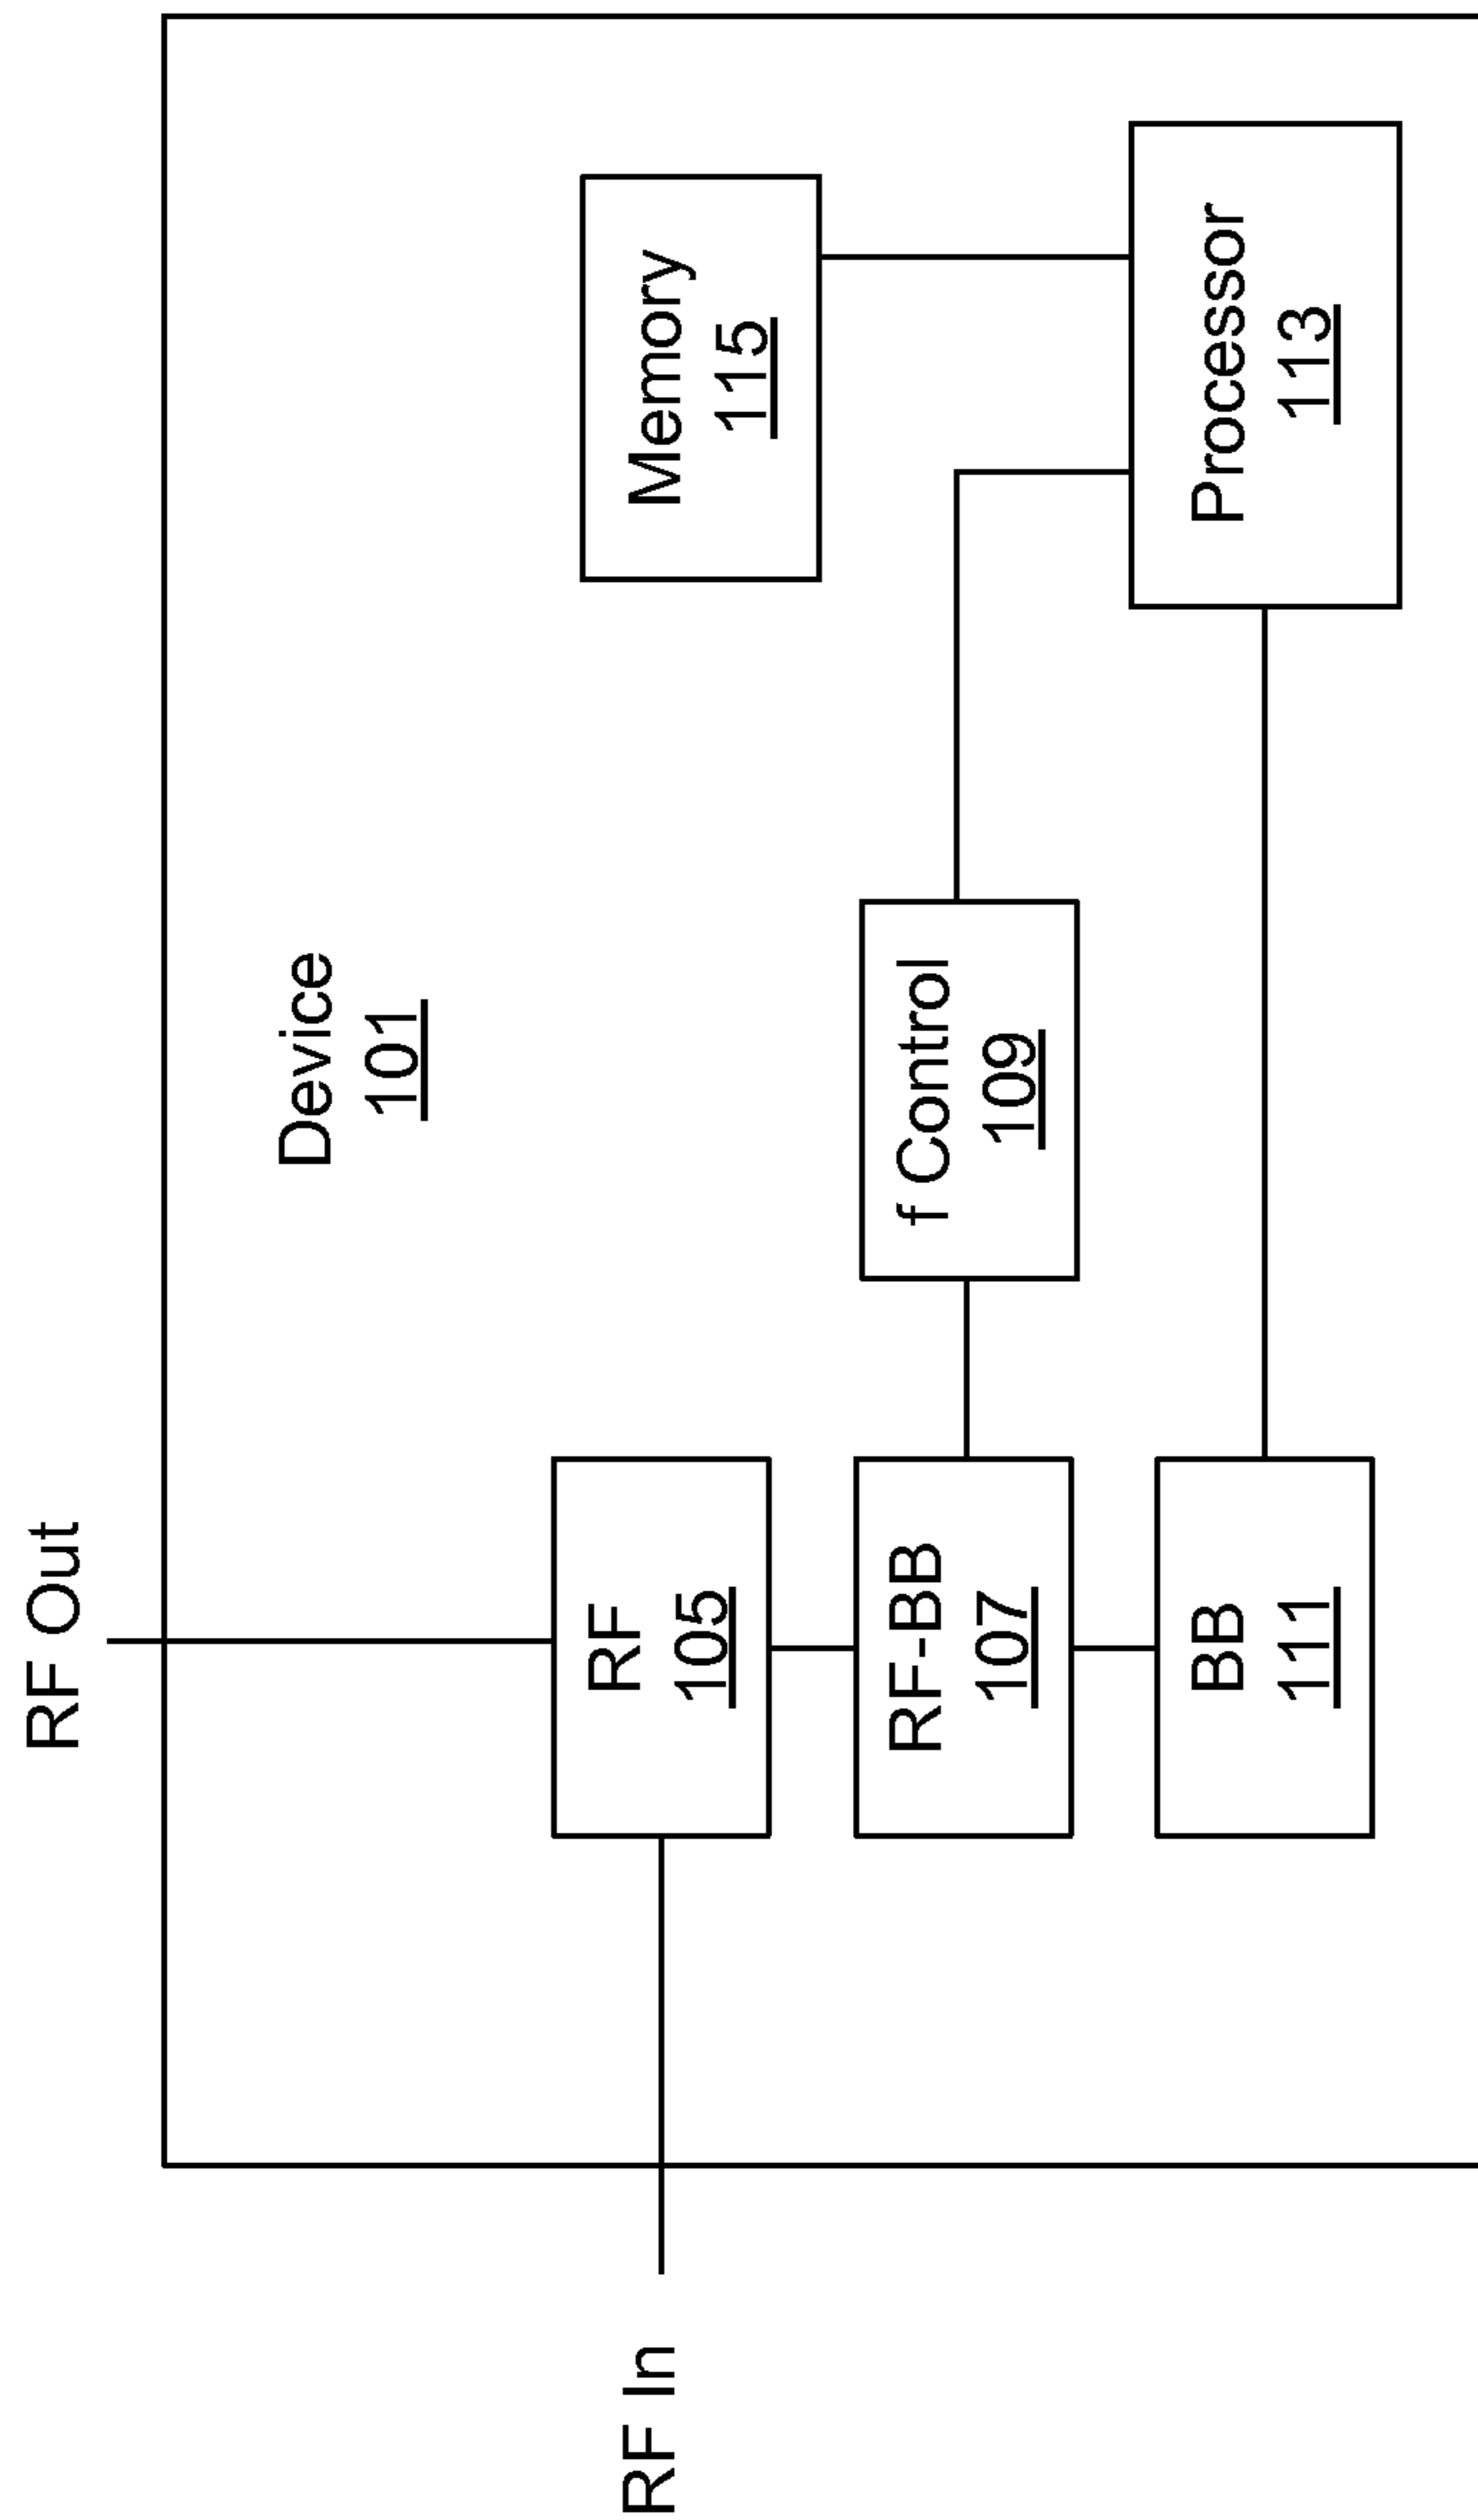 RF Out
Device
101
RF In
RF
105
Memory
115
RF-BB
107
f Control
109
BB
111
Processor
113